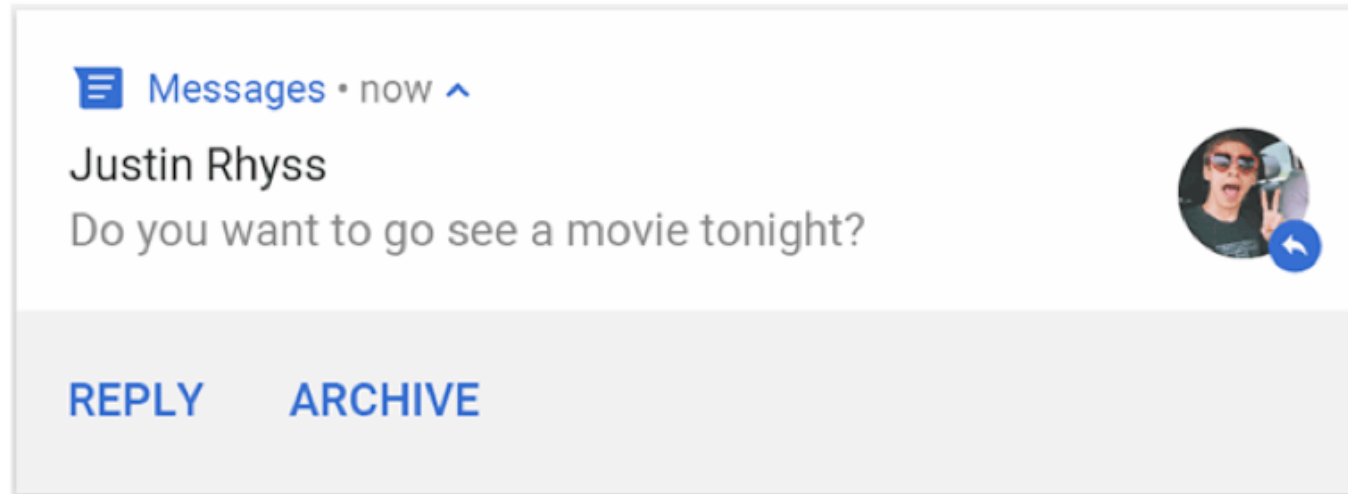 Messages • now
Justin Rhyss
Do you want to go see a movie tonight?
REPLY ARCHIVE